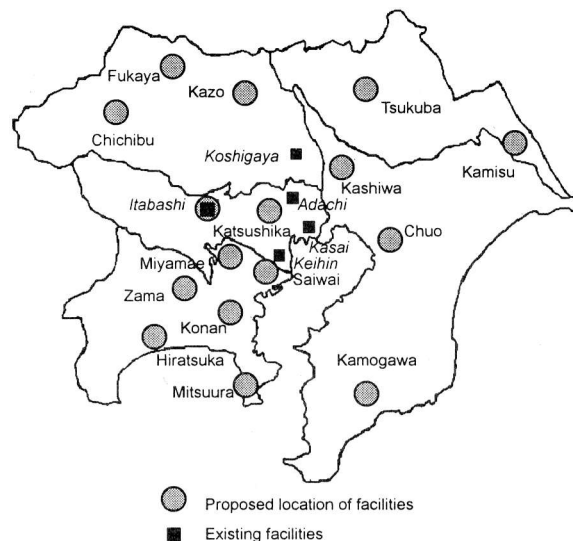 Fukaya
Kazo
Tsukuba
Chichibu
Koshigaya
Kashiwa
Kamisu
Itabashi
Adachi
Katsushika
Kasai
Chuo
Keihin
Miyamae
Saiwai
Zama
Konan
Hiratsuka
Kamogawa
Mitsuura
Proposed location of facilities
Existing facilities